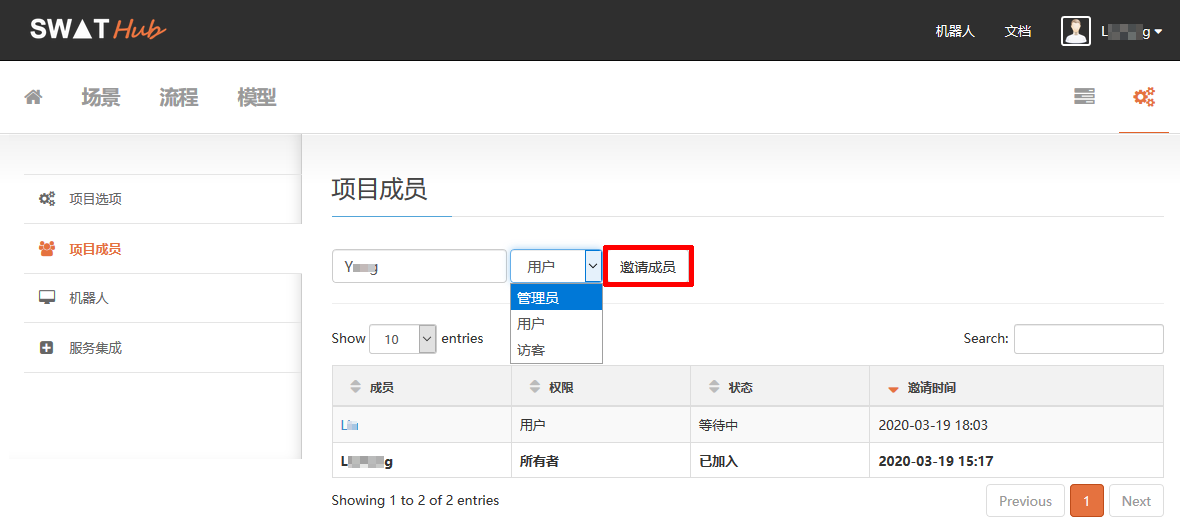 SWAT Hub
机器人 文档
场景 流程 模型
项目选项
项目成员
机器人
服务集成
项目成员
用户 邀请成员
管理员
用户
访客
Show 10 entries Search:
成员 权限 状态 邀请时间
用户 等待中 2020-03-19 18:03
所有者 已加入 2020-03-19 15:17
Showing 1 to 2 of 2 entries
Previous 1 Next